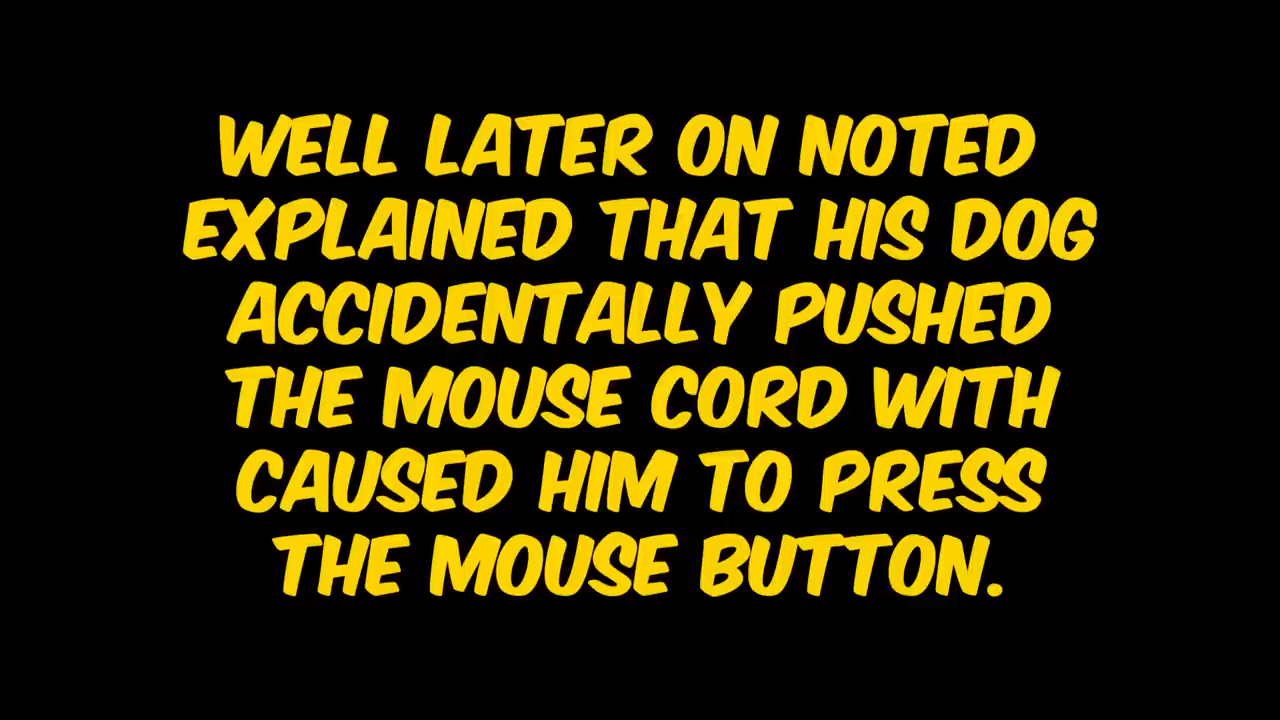 WELL LATER ON NOTED
EXPLAINED THAT HIS DOG
ACCIDENTALLY PUSHED
THE MOUSE CORD WITH
CAUSED HIM TO PRESS
THE MOUSE BUTTON.